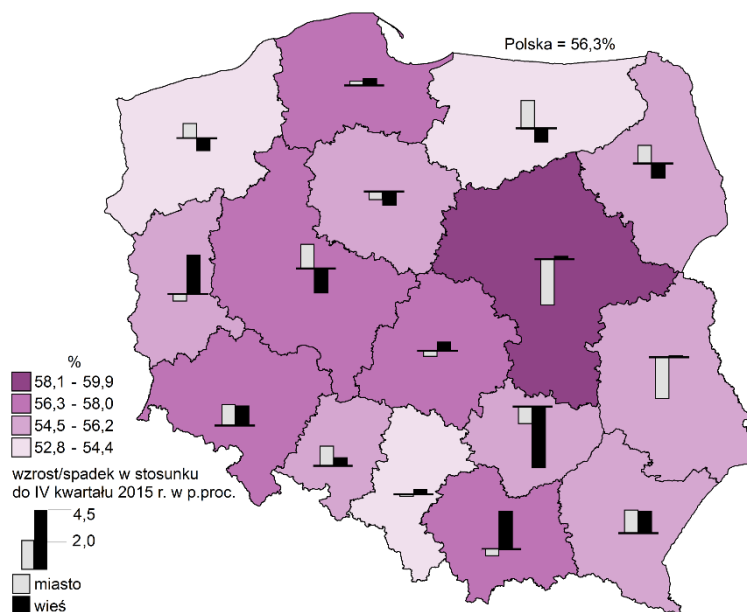 Polska = 56,3%
%
58,1 - 59,9
56,3 - 58,0
54,5 - 56,2
52,8 - 54,4
wzrost/spadek w stosunku
do IV kwartału 2015 r. w p.proc.
4,5
2,0
miasto
wieś